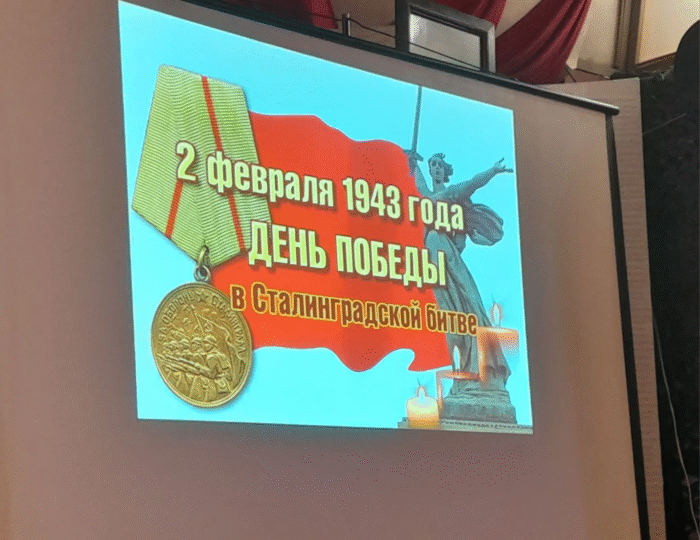 2 февраля 1943 года
ДЕНЬ ПОБЕДЫ
в Сталинградской битве